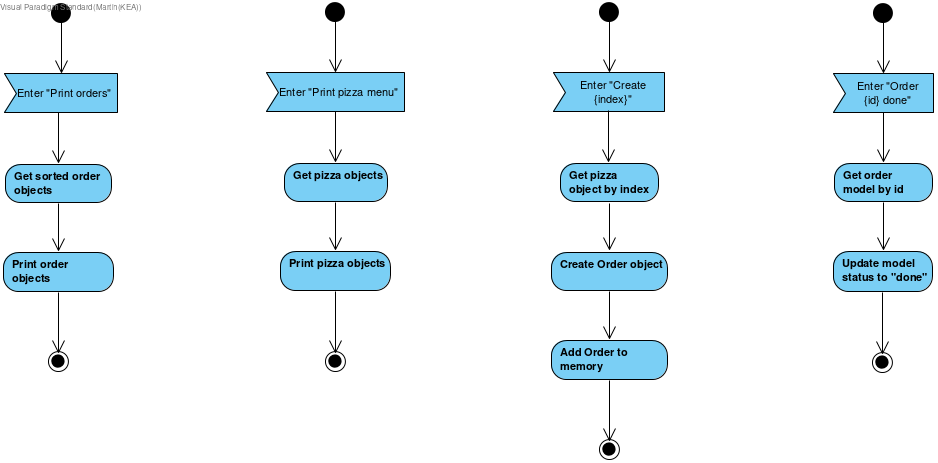 Visual Paradigm Standard(Martin(KEA))
Enter "Print orders"
Get sorted order
objects
Print order
objects
Enter "Print pizza menu"
Get pizza objects
Print pizza objects
Enter "Create
{index}"
Get pizza
object by index
Create Order object
Add Order to
memory
Enter "Order
{id} done"
Get order
model by id
Update model
status to "done"